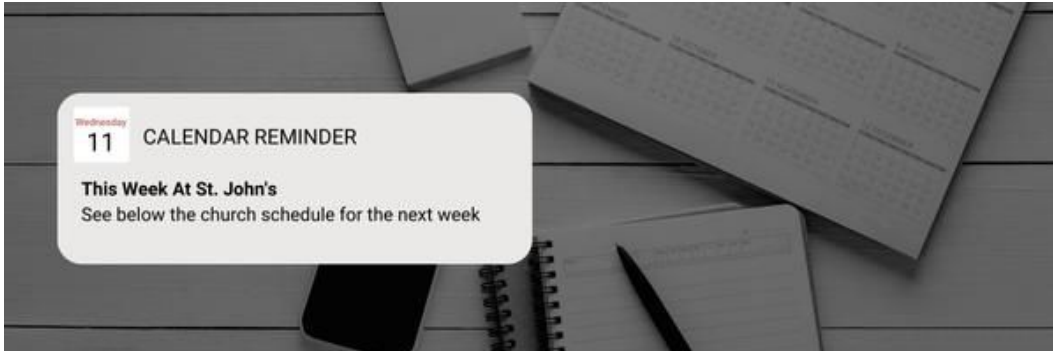 Wednesday
11
CALENDAR REMINDER
This Week At St. John's
See below the church schedule for the next week